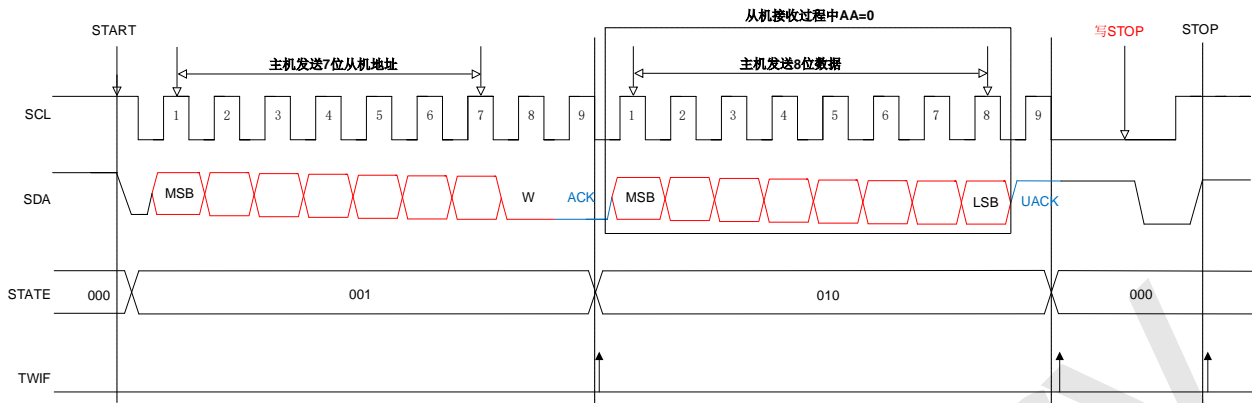 从机接收过程中AA=0
START
写STOP
STOP
主机发送7位从机地址
主机发送8位数据
SCL
1 2 3 4 5 6 7 8 9 1 2 3 4 5 6 7 8 9
SDA
MSB W ACK MSB LSB UACK
STATE
000 001 010 000
TWIF